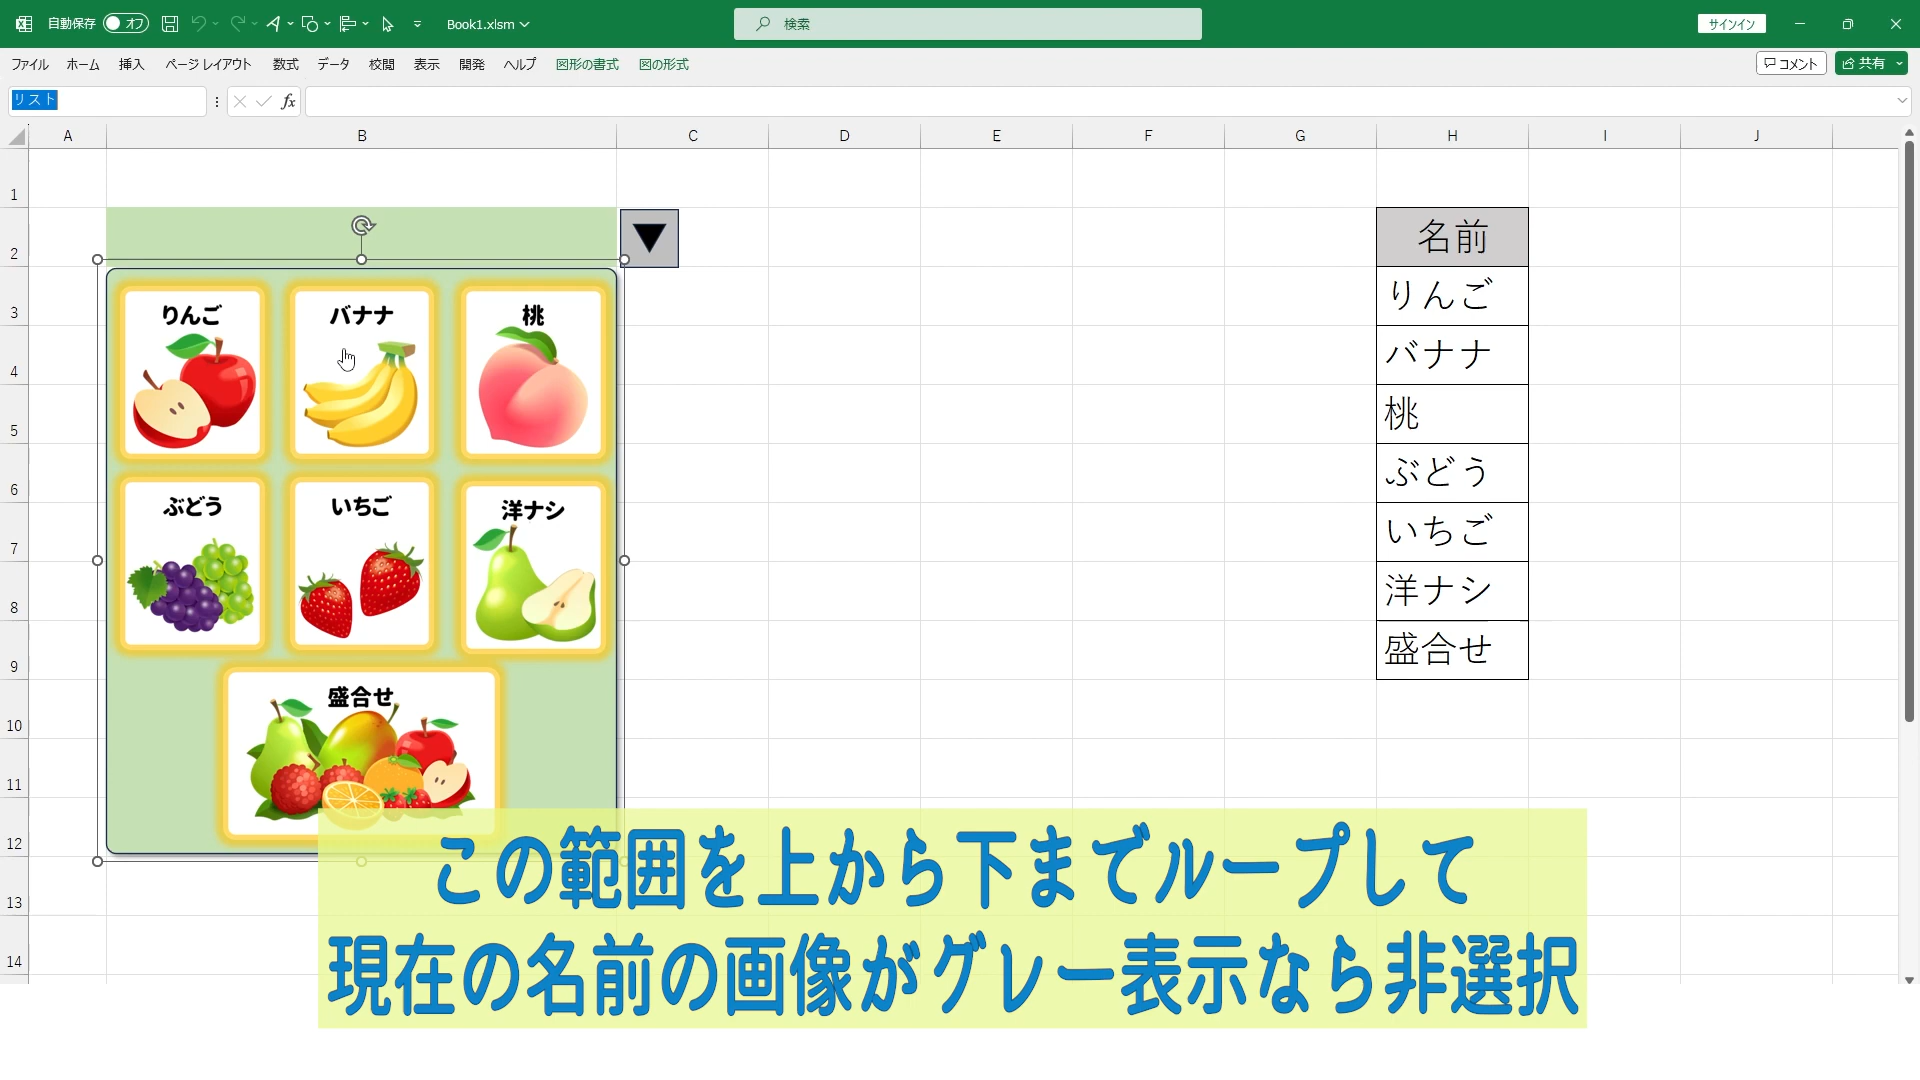 自動保存 オフ Book1.xlsm 検索 サインイン
ファイル ホーム 挿入 ページ レイアウト 数式 データ 校閲 表示 開発 ヘルプ 図形の書式 図の形式 コメント 共有
リスト fx
A B C D E F G H I J
1
2 名前
3 りんご
4 バナナ
5 桃
6 ぶどう
7 いちご
8 洋ナシ
9 盛合せ
10
11
12
13
14
りんご バナナ 桃
ぶどう いちご 洋ナシ
盛合せ
この範囲を上から下までループして
現在の名前の画像がグレー表示なら非選択